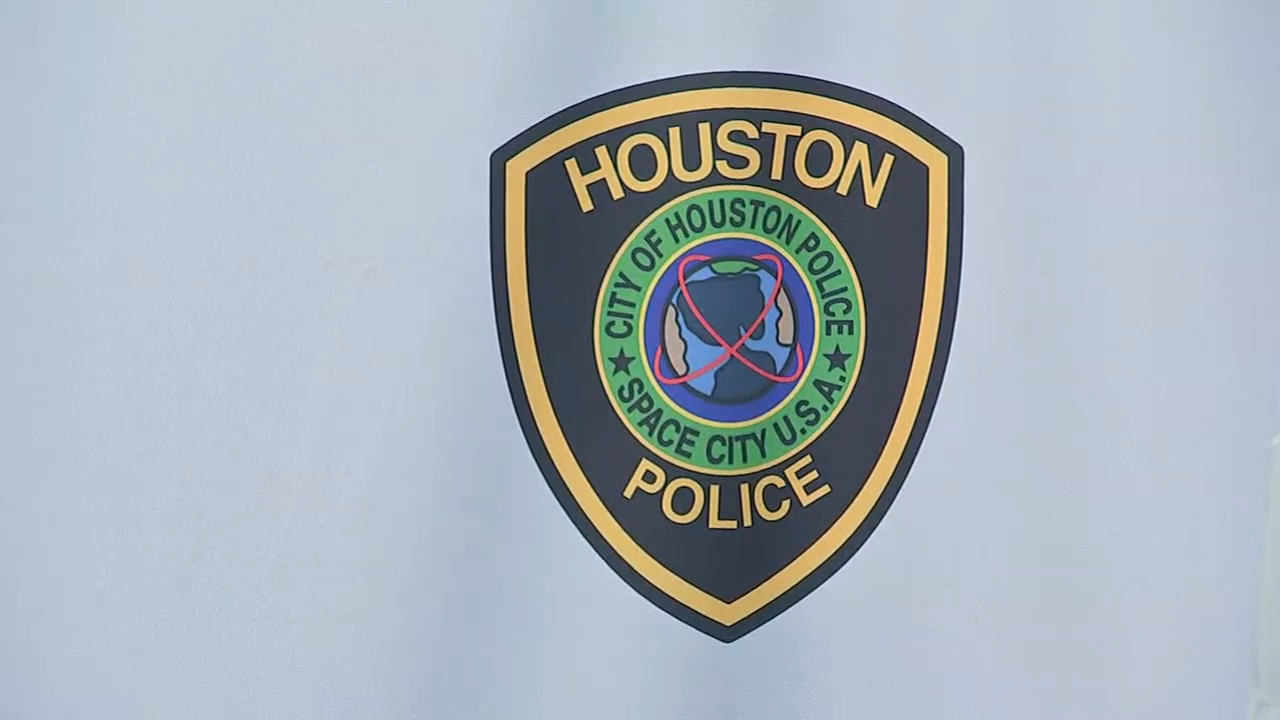 HOUSTON
CITY OF HOUSTON POLICE
★ SPACE CITY U.S.A. ★
POLICE